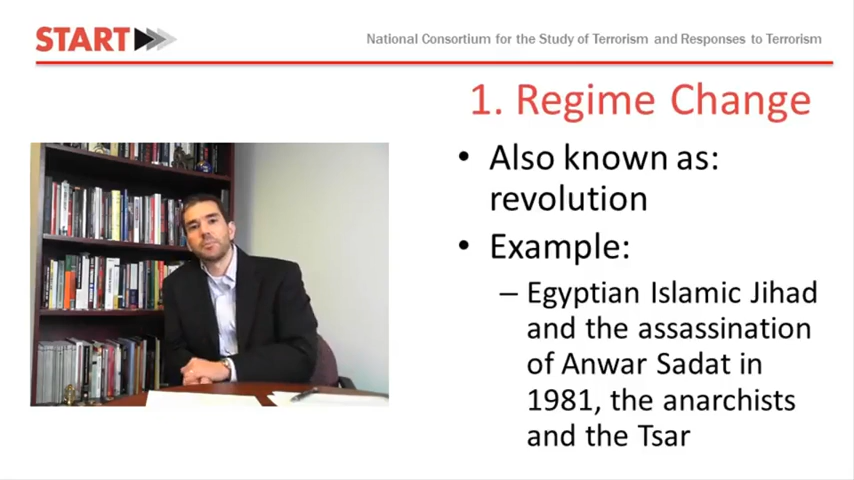 START
National Consortium for the Study of Terrorism and Responses to Terrorism
1. Regime Change
• Also known as:
revolution
• Example:
– Egyptian Islamic Jihad
and the assassination
of Anwar Sadat in
1981, the anarchists
and the Tsar